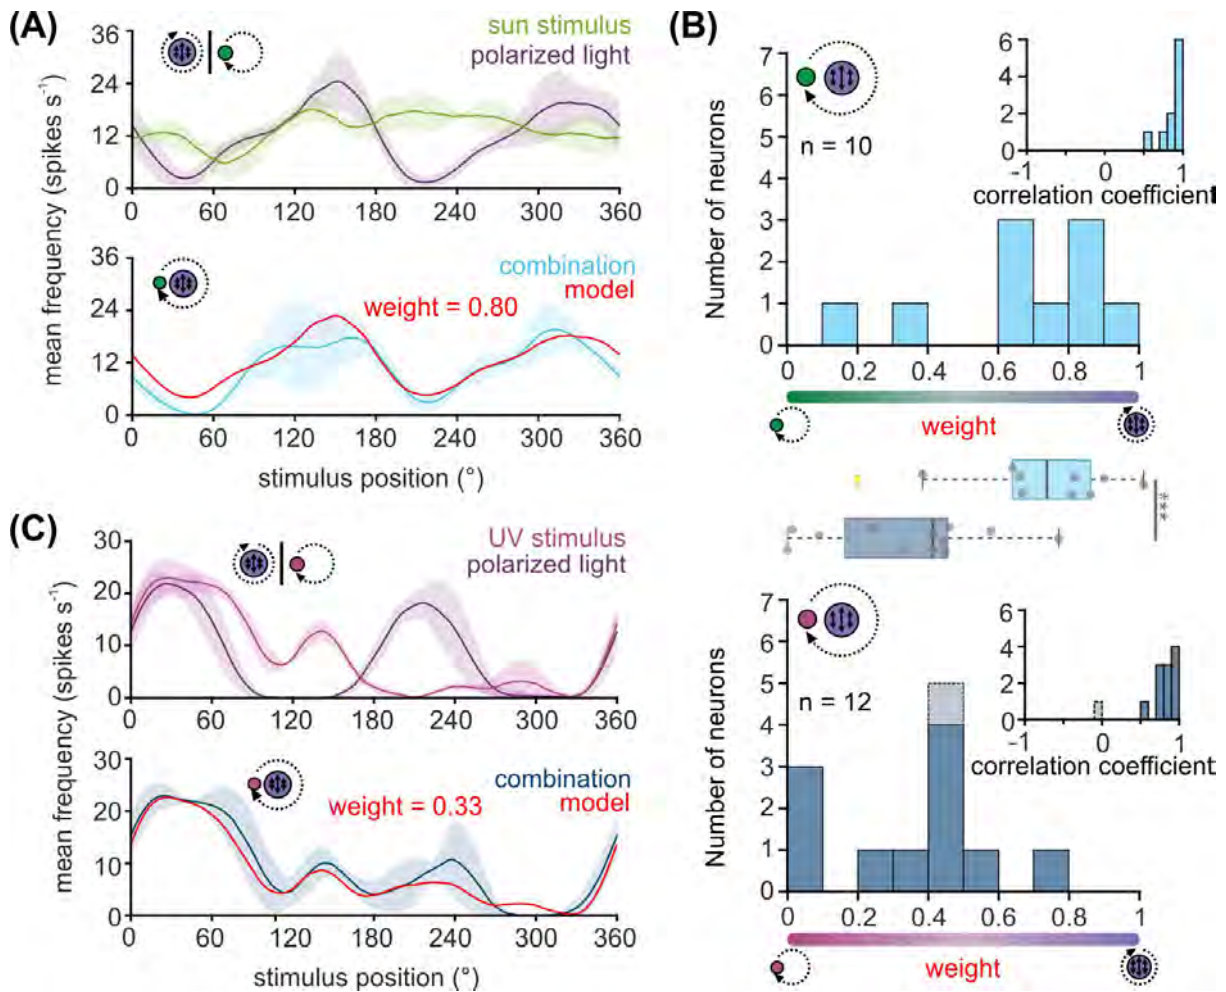 (A)
36
24
12
0
sun stimulus
polarized light
0 60 120 180 240 300 360
36
24
12
0
combination
model
weight = 0.80
0 60 120 180 240 300 360
mean frequency (spikes s⁻¹)
stimulus position (°)
(B)
7
6
5
4
3
2
1
0
Number of neurons
n = 10
6
4
2
0
-1 0 1
correlation coefficient
0 0.2 0.4 0.6 0.8 1
weight
***
7
6
5
4
3
2
1
0
Number of neurons
n = 12
6
4
2
0
-1 0 1
correlation coefficient
0 0.2 0.4 0.6 0.8 1
weight
(C)
30
20
10
0
UV stimulus
polarized light
0 60 120 180 240 300 360
30
20
10
0
combination
model
weight = 0.33
0 60 120 180 240 300 360
mean frequency (spikes s⁻¹)
stimulus position (°)